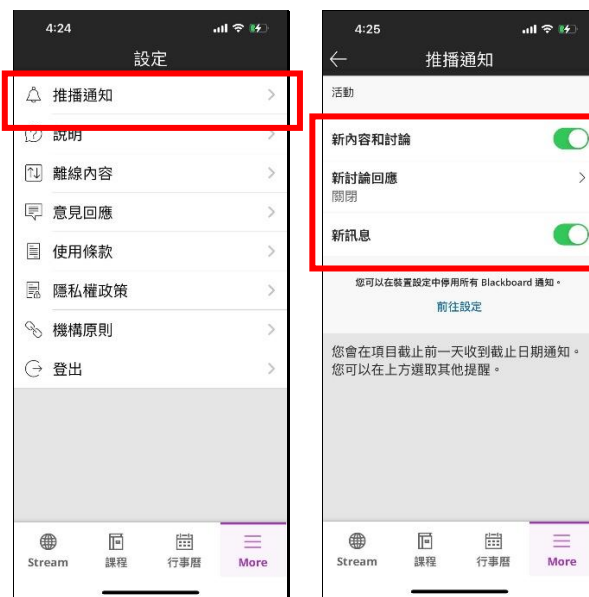 4:24
設定
推播通知
說明
離線內容
意見回應
使用條款
隱私權政策
機構原則
登出
Stream
課程
行事曆
More
4:25
推播通知
活動
新內容和討論
新討論回應
關閉
新訊息
您可以在裝置設定中停用所有 Blackboard 通知。
前往設定
您會在項目截止前一天收到截止日期通知。
您可以在上方選取其他提醒。
Stream
課程
行事曆
More